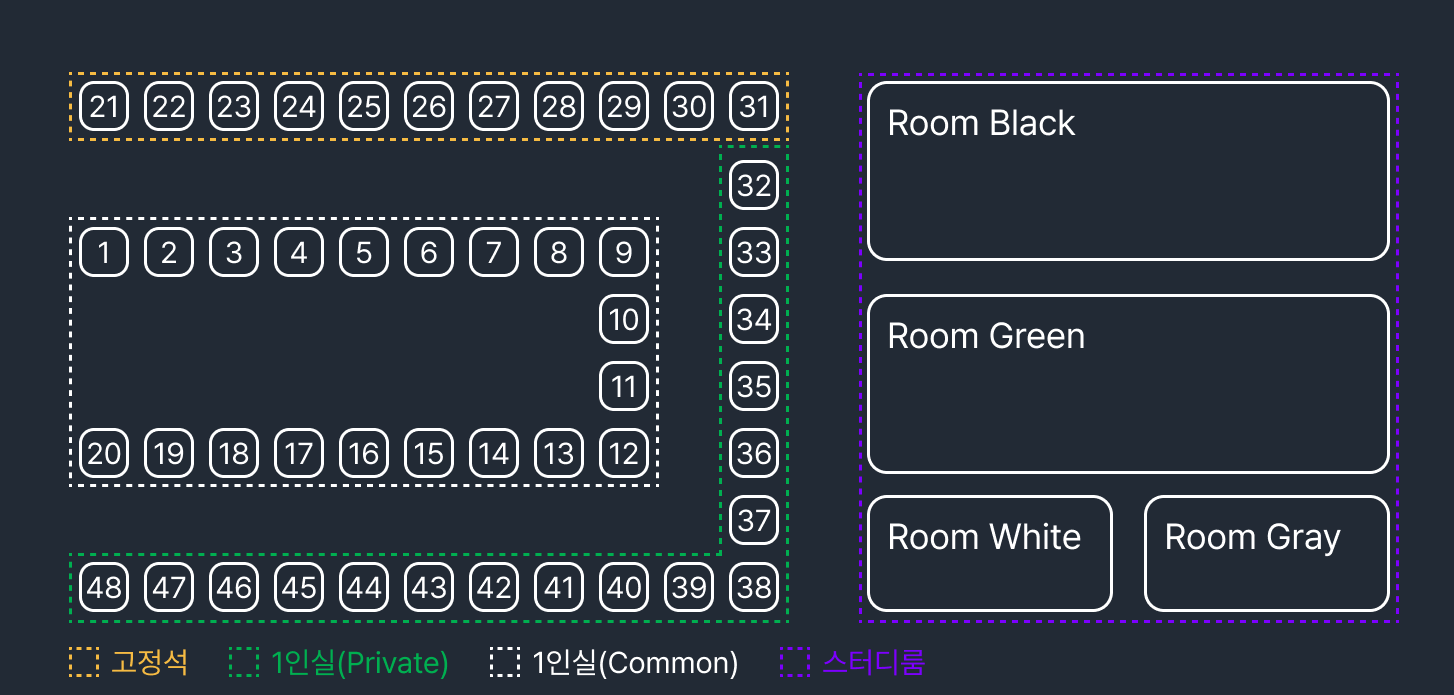 21 22 23 24 25 26 27 28 29 30 31
32
1 2 3 4 5 6 7 8 9 33
10 34
11 35
20 19 18 17 16 15 14 13 12 36
37
48 47 46 45 44 43 42 41 40 39 38
Room Black
Room Green
Room White
Room Gray
고정석
1인실(Private)
1인실(Common)
스터디룸